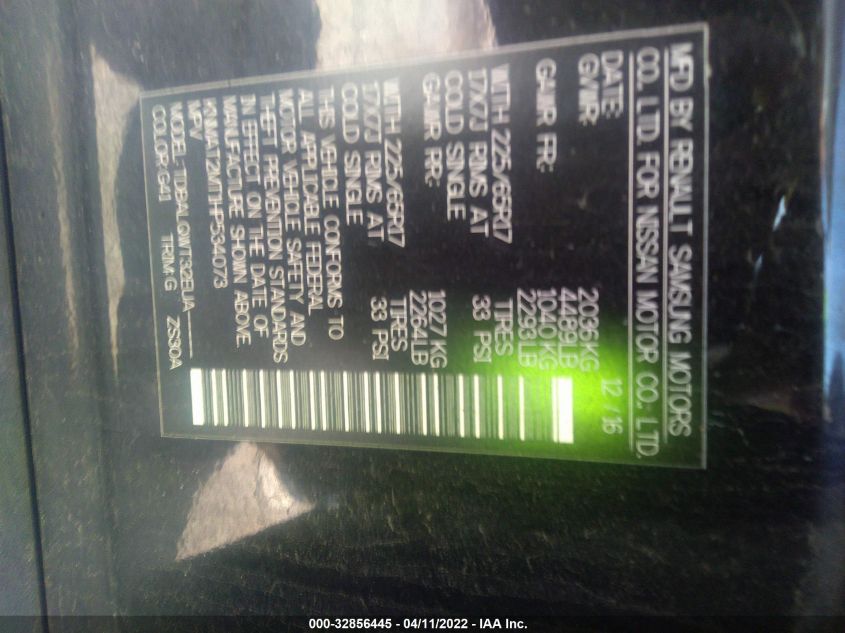 MFD BY RENAULT SAMSUNG MOTORS
CO., LTD. FOR NISSAN MOTOR CO., LTD.
DATE: 12 / 16
GVWR: 2036 KG
4489 LB
GAWR FR: 1040 KG
2293 LB
WITH 225/65R17 TIRES
17X7J RIMS AT 33 PSI
COLD SINGLE
GAWR RR: 1027 KG
2264 LB
WITH 225/65R17 TIRES
17X7J RIMS AT 33 PSI
COLD SINGLE
THIS VEHICLE CONFORMS TO
ALL APPLICABLE FEDERAL
MOTOR VEHICLE SAFETY AND
THEFT PREVENTION STANDARDS
IN EFFECT ON THE DATE OF
MANUFACTURE SHOWN ABOVE.
KNMAT2MT1HP534073
MPV
COLOR: G41 TRIM: G ZS30A
000-32856445 - 04/11/2022 - IAA Inc.